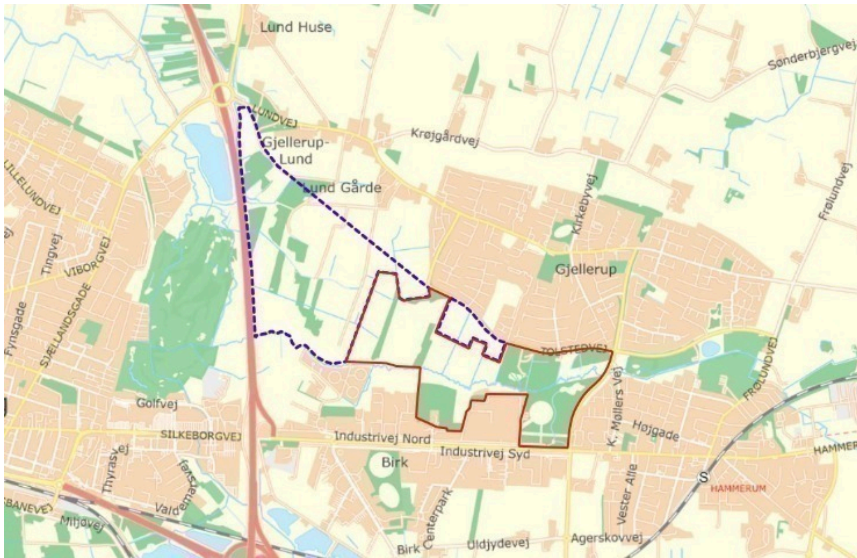 Lund Huse
Sønderbjergvej
LUNDVEJ
Krøjgårdvej
Gjellerup-
Lund
Lund Gårde
LILLELUNDVEJ
Kirkebyvej
Frølundvej
Tingvej
VIBORGVEJ
Gjellerup
Fynsgade
SJÆLLANDSGADE
TOLSTEDVEJ
FRØLUNDVEJ
Golfvej
K. Møllers Vej
Højgade
SILKEBORGVEJ
Industrivej Nord
Industrivej Syd
HAMMER
Thyrasvej
Birk
Vester Alle
S
HAMMERUM
Valdemarsvej
Birk Centerpark
Uldjydevej
Agerskovvej
EBANEVEJ
Miljøvej